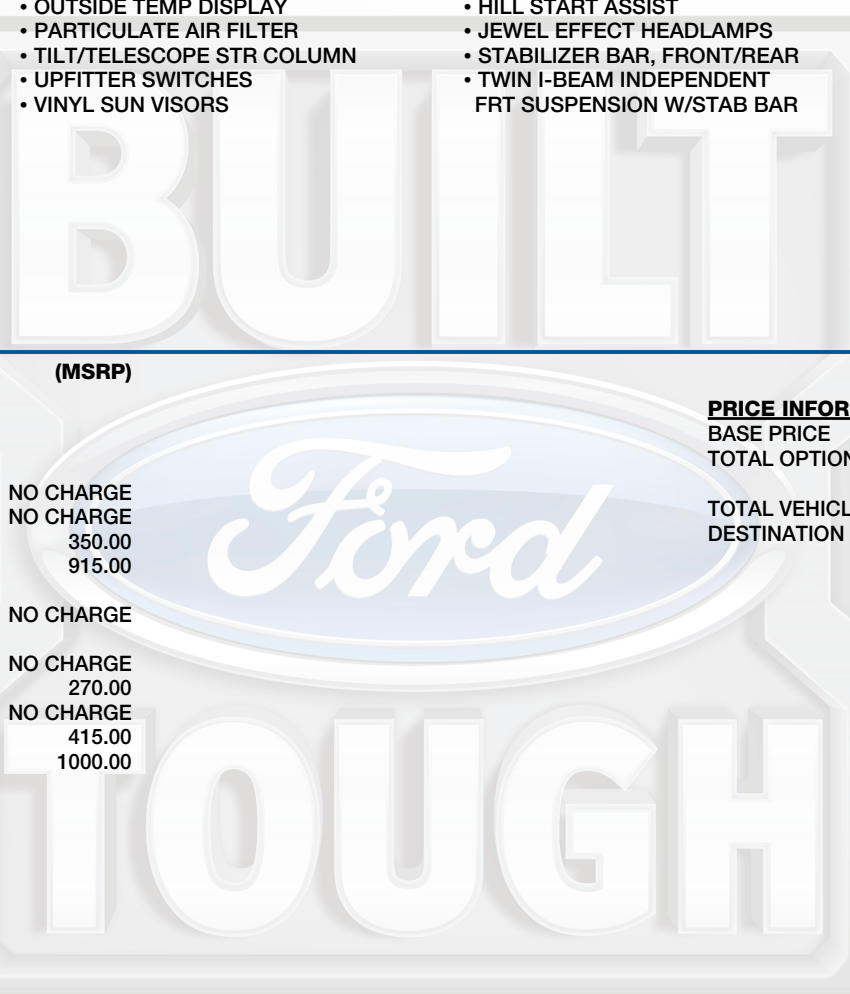 • OUTSIDE TEMP DISPLAY
• PARTICULATE AIR FILTER
• TILT/TELESCOPE STR COLUMN
• UPFITTER SWITCHES
• VINYL SUN VISORS
• HILL START ASSIST
• JEWEL EFFECT HEADLAMPS
• STABILIZER BAR, FRONT/REAR
• TWIN I-BEAM INDEPENDENT
FRT SUSPENSION W/STAB BAR
BUILT
(MSRP)
NO CHARGE
NO CHARGE
350.00
915.00
NO CHARGE
NO CHARGE
270.00
NO CHARGE
415.00
1000.00
Ford
PRICE INFOR
BASE PRICE
TOTAL OPTION
TOTAL VEHICL
DESTINATION
TOUGH